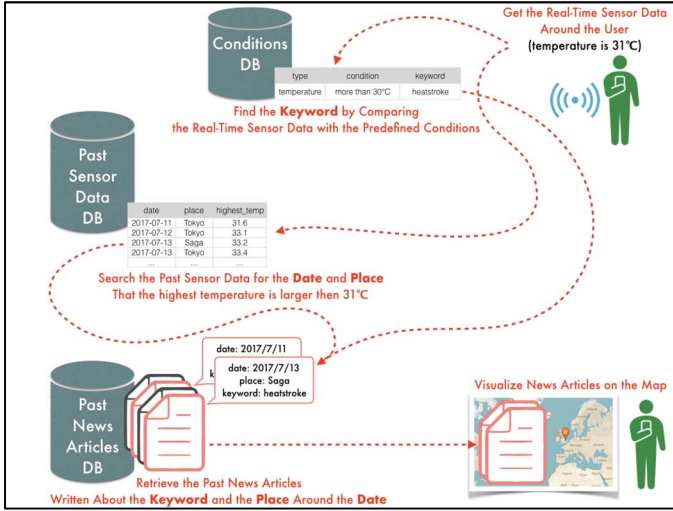 Get the Real-Time Sensor Data
Around the User
(temperature is 31℃)
Conditions
DB
type condition keyword
temperature more than 30°C heatstroke
Find the Keyword by Comparing
the Real-Time Sensor Data with the Predefined Conditions
Past
Sensor
Data
DB
date place highest_temp
2017-07-11 Tokyo 31.6
2017-07-12 Tokyo 33.1
2017-07-13 Saga 33.2
2017-07-13 Tokyo 33.4
... ... ...
Search the Past Sensor Data for the Date and Place
That the highest temperature is larger then 31℃
date: 2017/7/11
k
date: 2017/7/13
place: Saga
keyword: heatstroke
Past
News
Articles
DB
Retrieve the Past News Articles
Written About the Keyword and the Place Around the Date
Visualize News Articles on the Map